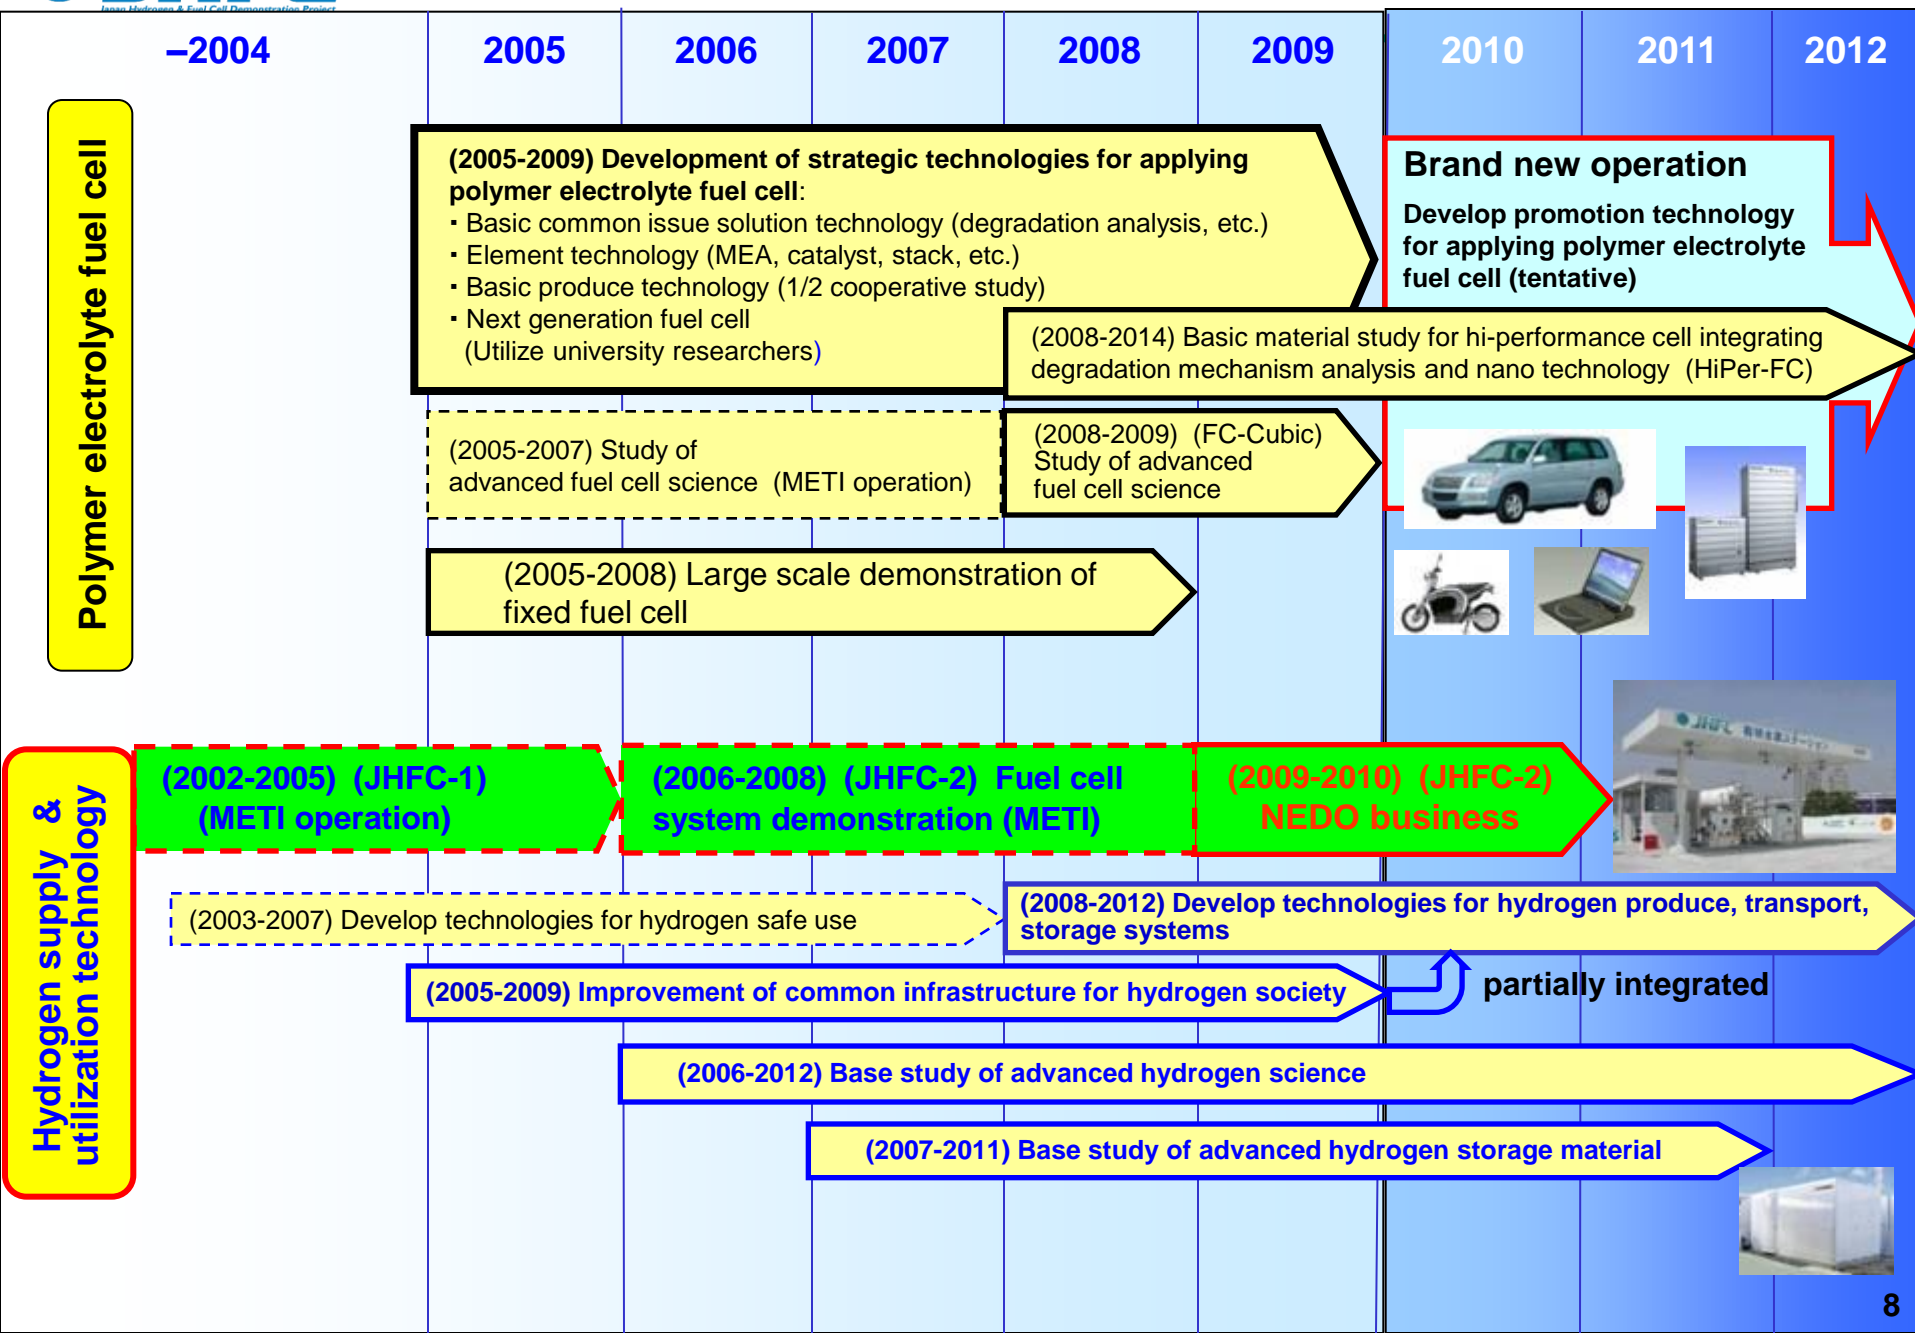 Japan Hydrogen & Fuel Cell Demonstration Project
–2004 2005 2006 2007 2008 2009 2010 2011 2012
Polymer electrolyte fuel cell
(2005-2009) Development of strategic technologies for applying
polymer electrolyte fuel cell:
・Basic common issue solution technology (degradation analysis, etc.)
・Element technology (MEA, catalyst, stack, etc.)
・Basic produce technology (1/2 cooperative study)
・Next generation fuel cell
(Utilize university researchers)
Brand new operation
Develop promotion technology
for applying polymer electrolyte
fuel cell (tentative)
(2008-2014) Basic material study for hi-performance cell integrating
degradation mechanism analysis and nano technology (HiPer-FC)
(2005-2007) Study of
advanced fuel cell science (METI operation)
(2008-2009) (FC-Cubic)
Study of advanced
fuel cell science
(2005-2008) Large scale demonstration of
fixed fuel cell
Hydrogen supply &
utilization technology
(2002-2005) (JHFC-1)
(METI operation)
(2006-2008) (JHFC-2) Fuel cell
system demonstration (METI)
(2009-2010) (JHFC-2)
NEDO business
JHFC
(2003-2007) Develop technologies for hydrogen safe use
(2008-2012) Develop technologies for hydrogen produce, transport,
storage systems
(2005-2009) Improvement of common infrastructure for hydrogen society
partially integrated
(2006-2012) Base study of advanced hydrogen science
(2007-2011) Base study of advanced hydrogen storage material
8